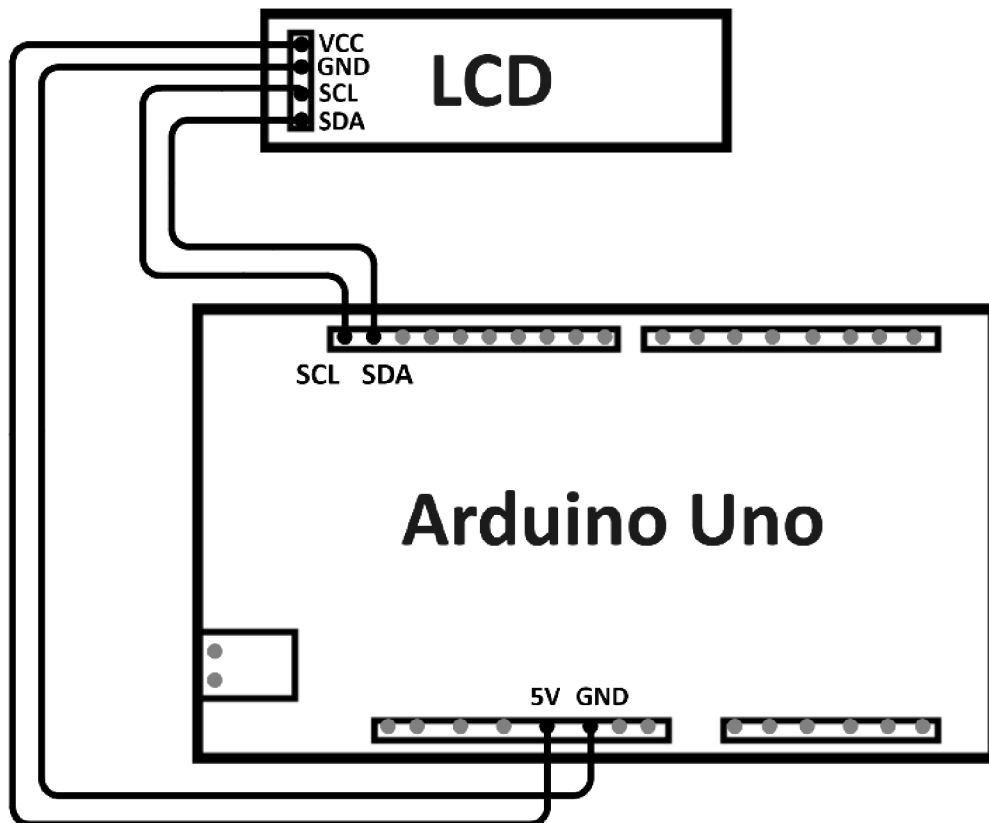 VCC
GND
SCL
SDA
LCD
SCL SDA
Arduino Uno
5V GND